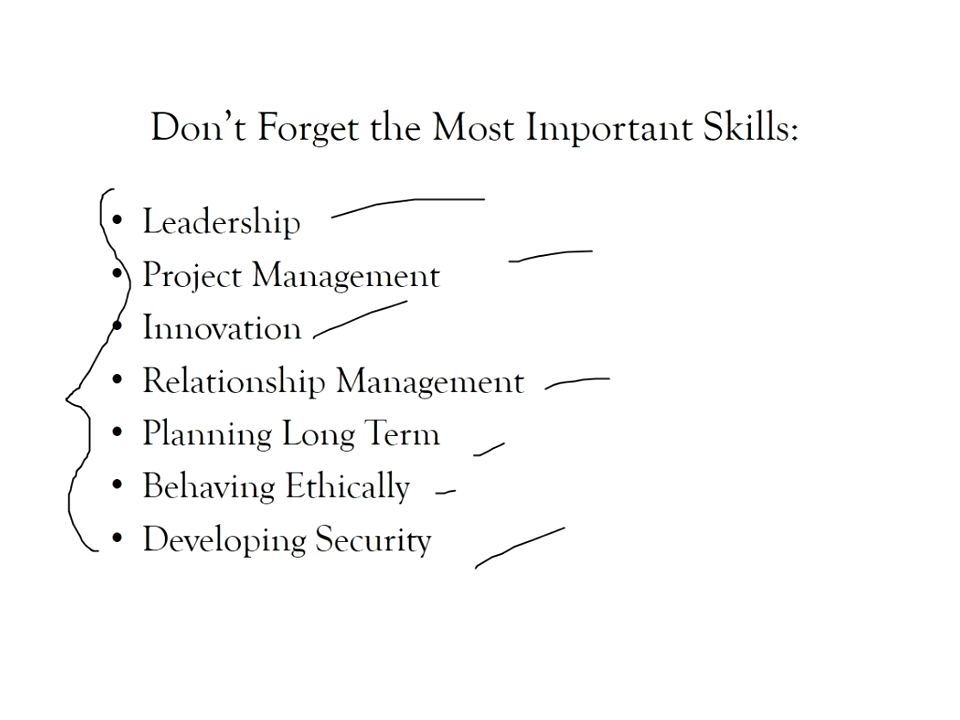 Don't Forget the Most Important Skills:
• Leadership
• Project Management
• Innovation
• Relationship Management
• Planning Long Term
• Behaving Ethically
• Developing Security